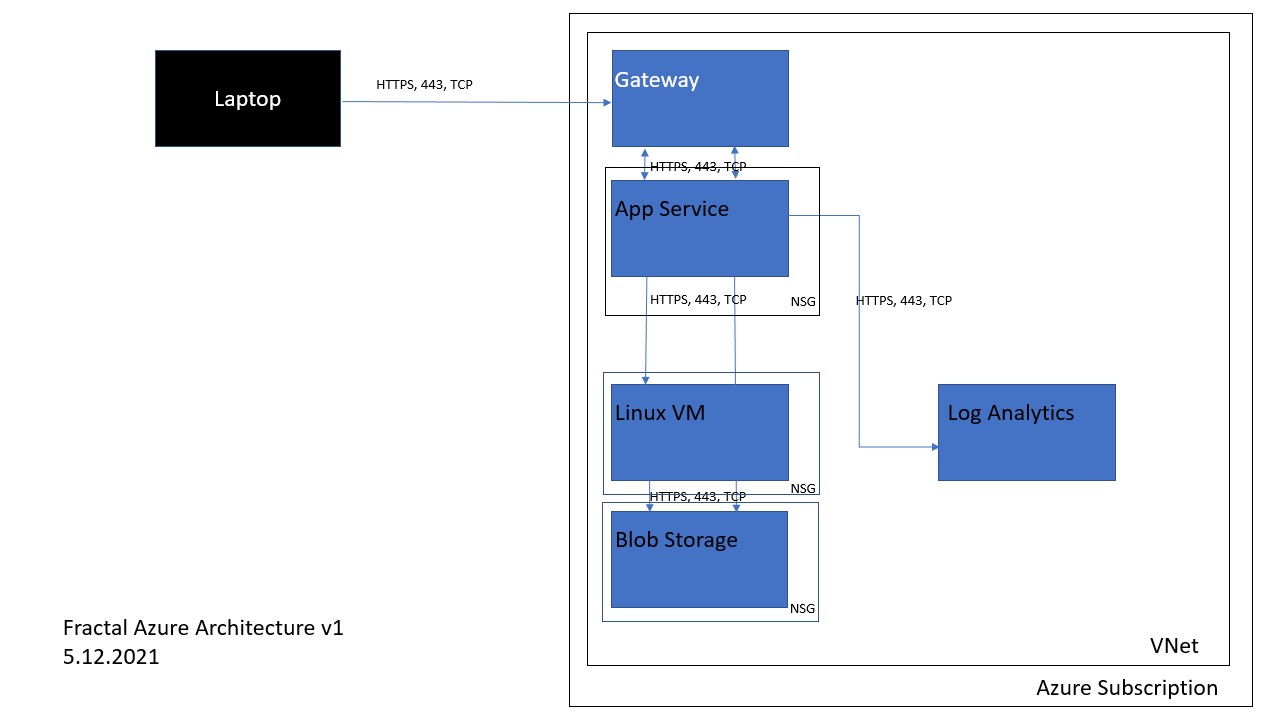 Laptop
HTTPS, 443, TCP
Gateway
HTTPS, 443, TCP
App Service
HTTPS, 443, TCP
NSG
HTTPS, 443, TCP
Linux VM
Log Analytics
NSG
HTTPS, 443, TCP
Blob Storage
NSG
Fractal Azure Architecture v1
5.12.2021
VNet
Azure Subscription